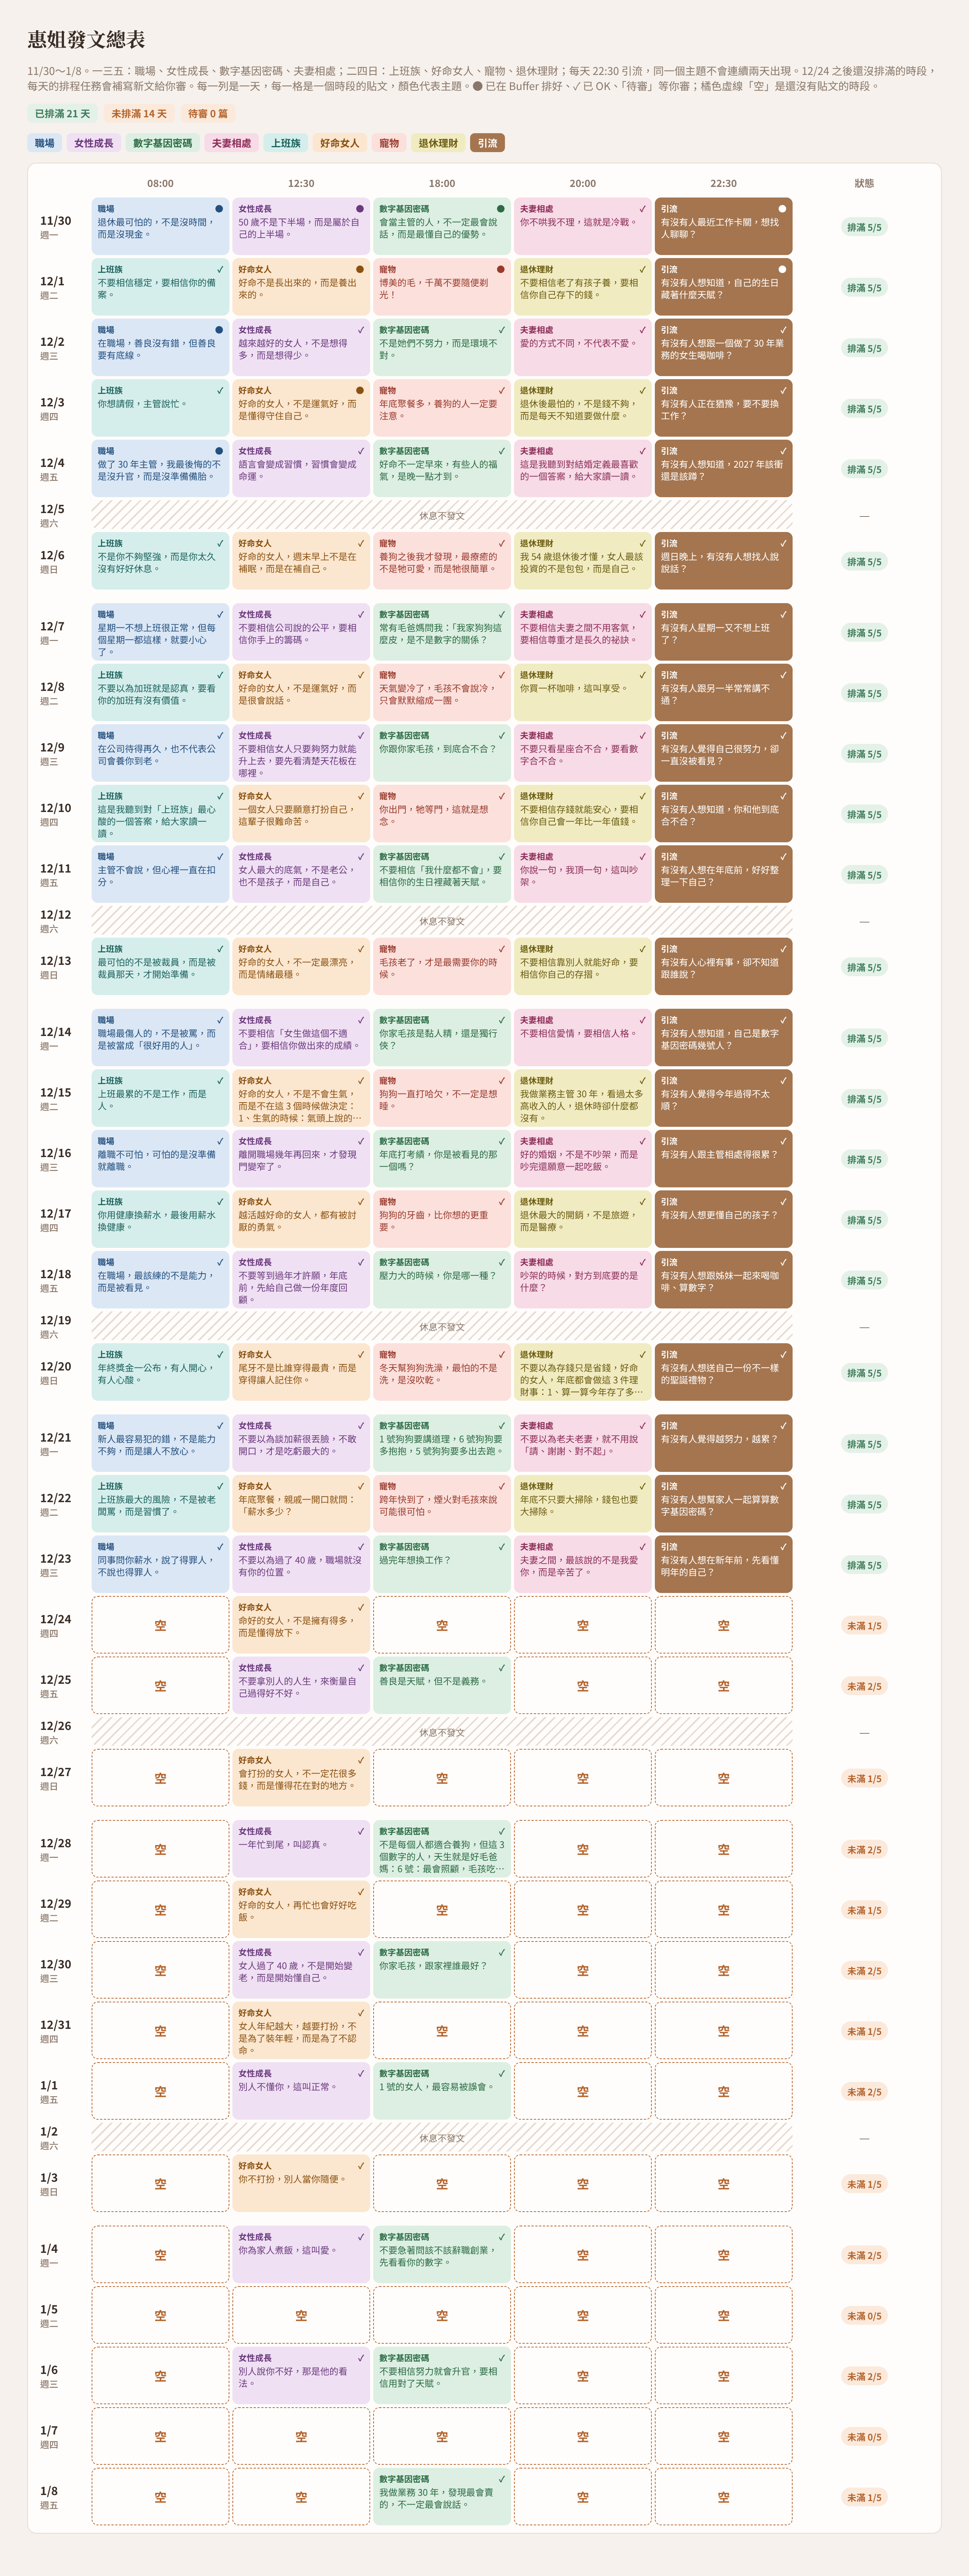 惠姐發文總表
11/30～1/8。一三五：職場、女性成長、數字基因密碼、夫妻相處；二四日：上班族、好命女人、寵物、退休理財；每天 22:30 引流，同一個主題不會連續兩天出現。12/24 之後還沒排滿的時段，
每天的排程任務會補寫新文給你審。每一列是一天，每一格是一個時段的貼文，顏色代表主題。● 已在 Buffer 排好、✓ 已 OK、「待審」等你審；橘色虛線「空」是還沒有貼文的時段。
已排滿 21 天 未排滿 14 天 待審 0 篇
職場 女性成長 數字基因密碼 夫妻相處 上班族 好命女人 寵物 退休理財 引流
08:00 12:30 18:00 20:00 22:30 狀態
11/30
週一
職場 ●
退休最可怕的，不是沒時間，
而是沒現金。
女性成長 ●
50 歲不是下半場，而是屬於自
己的上半場。
數字基因密碼 ●
會當主管的人，不一定最會說
話，而是最懂自己的優勢。
夫妻相處 ✓
你不哄我不理，這就是冷戰。
引流 ●
有沒有人最近工作卡關，想找
人聊聊？
排滿 5/5
12/1
週二
上班族 ✓
不要相信穩定，要相信你的備
案。
好命女人 ●
好命不是長出來的，而是養出
來的。
寵物 ●
博美的毛，千萬不要隨便剃
光！
退休理財 ✓
不要相信老了有孩子養，要相
信你自己存下的錢。
引流 ●
有沒有人想知道，自己的生日
藏著什麼天賦？
排滿 5/5
12/2
週三
職場 ●
在職場，善良沒有錯，但善良
要有底線。
女性成長 ✓
越來越好的女人，不是想得
多，而是想得少。
數字基因密碼 ✓
不是她們不努力，而是環境不
對。
夫妻相處 ✓
愛的方式不同，不代表不愛。
引流 ✓
有沒有人想跟一個做了 30 年業
務的女生喝咖啡？
排滿 5/5
12/3
週四
上班族 ✓
你想請假，主管說忙。
好命女人 ●
好命的女人，不是運氣好，而
是懂得守住自己。
寵物 ✓
年底聚餐多，養狗的人一定要
注意。
退休理財 ✓
退休後最怕的，不是錢不夠，
而是每天不知道要做什麼。
引流 ✓
有沒有人正在猶豫，要不要換
工作？
排滿 5/5
12/4
週五
職場 ●
做了 30 年主管，我最後悔的不
是沒升官，而是沒準備備胎。
女性成長 ✓
語言會變成習慣，習慣會變成
命運。
數字基因密碼 ✓
好命不一定早來，有些人的福
氣，是晚一點才到。
夫妻相處 ✓
這是我聽到對結婚定義最喜歡
的一個答案，給大家讀一讀。
引流 ✓
有沒有人想知道，2027 年該衝
還是該蹲？
排滿 5/5
12/5
週六
休息不發文
—
12/6
週日
上班族 ✓
不是你不夠堅強，而是你太久
沒有好好休息。
好命女人 ✓
好命的女人，週末早上不是在
補眠，而是在補自己。
寵物 ✓
養狗之後我才發現，最療癒的
不是牠可愛，而是牠很簡單。
退休理財 ✓
我 54 歲退休後才懂，女人最該
投資的不是包包，而是自己。
引流 ✓
週日晚上，有沒有人想找人說
說話？
排滿 5/5
12/7
週一
職場 ✓
星期一不想上班很正常，但每
個星期一都這樣，就要小心
了。
女性成長 ✓
不要相信公司說的公平，要相
信你手上的籌碼。
數字基因密碼 ✓
常有毛爸媽問我：「我家狗狗這
麼皮，是不是數字的關係？
夫妻相處 ✓
不要相信夫妻之間不用客氣，
要相信尊重才是長久的祕訣。
引流 ✓
有沒有人星期一又不想上班
了？
排滿 5/5
12/8
週二
上班族 ✓
不要以為加班就是認真，要看
你的加班有沒有價值。
好命女人 ✓
好命的女人，不是運氣好，而
是很會說話。
寵物 ✓
天氣變冷了，毛孩不會說冷，
只會默默縮成一團。
退休理財 ✓
你買一杯咖啡，這叫享受。
引流 ✓
有沒有人跟另一半常常講不
通？
排滿 5/5
12/9
週三
職場 ✓
在公司待得再久，也不代表公
司會養你到老。
女性成長 ✓
不要相信女人只要夠努力就能
升上去，要先看清楚天花板在
哪裡。
數字基因密碼 ✓
你跟你家毛孩，到底合不合？
夫妻相處 ✓
不要只看星座合不合，要看數
字合不合。
引流 ✓
有沒有人覺得自己很努力，卻
一直沒被看見？
排滿 5/5
12/10
週四
上班族 ✓
這是我聽到對「上班族」最心
酸的一個答案，給大家讀一
讀。
好命女人 ✓
一個女人只要願意打扮自己，
這輩子很難命苦。
寵物 ✓
你出門，牠等門，這就是想
念。
退休理財 ✓
不要相信存錢就能安心，要相
信你自己會一年比一年值錢。
引流 ✓
有沒有人想知道，你和他到底
合不合？
排滿 5/5
12/11
週五
職場 ✓
主管不會說，但心裡一直在扣
分。
女性成長 ✓
女人最大的底氣，不是老公，
也不是孩子，而是自己。
數字基因密碼 ✓
不要相信「我什麼都不會」，要
相信你的生日裡藏著天賦。
夫妻相處 ✓
你說一句，我頂一句，這叫吵
架。
引流 ✓
有沒有人想在年底前，好好整
理一下自己？
排滿 5/5
12/12
週六
休息不發文
—
12/13
週日
上班族 ✓
最可怕的不是被裁員，而是被
裁員那天，才開始準備。
好命女人 ✓
好命的女人，不一定最漂亮，
而是情緒最穩。
寵物 ✓
毛孩老了，才是最需要你的時
候。
退休理財 ✓
不要相信靠別人就能好命，要
相信你自己的存摺。
引流 ✓
有沒有人心裡有事，卻不知道
跟誰說？
排滿 5/5
12/14
週一
職場 ✓
職場最傷人的，不是被罵，而
是被當成「很好用的人」。
女性成長 ✓
不要相信「女生做這個不適
合」，要相信你做出來的成績。
數字基因密碼 ✓
你家毛孩是黏人精，還是獨行
俠？
夫妻相處 ✓
不要相信愛情，要相信人格。
引流 ✓
有沒有人想知道，自己是數字
基因密碼幾號人？
排滿 5/5
12/15
週二
上班族 ✓
上班最累的不是工作，而是
人。
好命女人 ✓
好命的女人，不是不會生氣，
而是不在這 3 個時候做決定：
1、生氣的時候：氣頭上說的…
寵物 ✓
狗狗一直打哈欠，不一定是想
睡。
退休理財 ✓
我做業務主管 30 年，看過太多
高收入的人，退休時卻什麼都
沒有。
引流 ✓
有沒有人覺得今年過得不太
順？
排滿 5/5
12/16
週三
職場 ✓
離職不可怕，可怕的是沒準備
就離職。
女性成長 ✓
離開職場幾年再回來，才發現
門變窄了。
數字基因密碼 ✓
年底打考績，你是被看見的那
一個嗎？
夫妻相處 ✓
好的婚姻，不是不吵架，而是
吵完還願意一起吃飯。
引流 ✓
有沒有人跟主管相處得很累？
排滿 5/5
12/17
週四
上班族 ✓
你用健康換薪水，最後用薪水
換健康。
好命女人 ✓
越活越好命的女人，都有被討
厭的勇氣。
寵物 ✓
狗狗的牙齒，比你想的更重
要。
退休理財 ✓
退休最大的開銷，不是旅遊，
而是醫療。
引流 ✓
有沒有人想更懂自己的孩子？
排滿 5/5
12/18
週五
職場 ✓
在職場，最該練的不是能力，
而是被看見。
女性成長 ✓
不要等到過年才許願，年底
前，先給自己做一份年度回
顧。
數字基因密碼 ✓
壓力大的時候，你是哪一種？
夫妻相處 ✓
吵架的時候，對方到底要的是
什麼？
引流 ✓
有沒有人想跟姊妹一起來喝咖
啡、算數字？
排滿 5/5
12/19
週六
休息不發文
—
12/20
週日
上班族 ✓
年終獎金一公布，有人開心，
有人心酸。
好命女人 ✓
尾牙不是比誰穿得最貴，而是
穿得讓人記住你。
寵物 ✓
冬天幫狗狗洗澡，最怕的不是
洗，是沒吹乾。
退休理財 ✓
不要以為存錢只是省錢，好命
的女人，年底都會做這 3 件理
財事：1、算一算今年存了多…
引流 ✓
有沒有人想送自己一份不一樣
的聖誕禮物？
排滿 5/5
12/21
週一
職場 ✓
新人最容易犯的錯，不是能力
不夠，而是讓人不放心。
女性成長 ✓
不要以為談加薪很丟臉，不敢
開口，才是吃虧最大的。
數字基因密碼 ✓
1 號狗狗要講道理，6 號狗狗要
多抱抱，5 號狗狗要多出去跑。
夫妻相處 ✓
不要以為老夫老妻，就不用說
「請、謝謝、對不起」。
引流 ✓
有沒有人覺得越努力，越累？
排滿 5/5
12/22
週二
上班族 ✓
上班族最大的風險，不是被老
闆罵，而是習慣了。
好命女人 ✓
年底聚餐，親戚一開口就問：
「薪水多少？
寵物 ✓
跨年快到了，煙火對毛孩來說
可能很可怕。
退休理財 ✓
年底不只要大掃除，錢包也要
大掃除。
引流 ✓
有沒有人想幫家人一起算算數
字基因密碼？
排滿 5/5
12/23
週三
職場 ✓
同事問你薪水，說了得罪人，
不說也得罪人。
女性成長 ✓
不要以為過了 40 歲，職場就沒
有你的位置。
數字基因密碼 ✓
過完年想換工作？
夫妻相處 ✓
夫妻之間，最該說的不是我愛
你，而是辛苦了。
引流 ✓
有沒有人想在新年前，先看懂
明年的自己？
排滿 5/5
12/24
週四
空
好命女人 ✓
命好的女人，不是擁有得多，
而是懂得放下。
空
空
空
未滿 1/5
12/25
週五
空
女性成長 ✓
不要拿別人的人生，來衡量自
己過得好不好。
數字基因密碼 ✓
善良是天賦，但不是義務。
空
空
未滿 2/5
12/26
週六
休息不發文
—
12/27
週日
空
好命女人 ✓
會打扮的女人，不一定花很多
錢，而是懂得花在對的地方。
空
空
空
未滿 1/5
12/28
週一
空
女性成長 ✓
一年忙到尾，叫認真。
數字基因密碼 ✓
不是每個人都適合養狗，但這 3
個數字的人，天生就是好毛爸
媽：6 號：最會照顧，毛孩吃…
空
空
未滿 2/5
12/29
週二
空
好命女人 ✓
好命的女人，再忙也會好好吃
飯。
空
空
空
未滿 1/5
12/30
週三
空
女性成長 ✓
女人過了 40 歲，不是開始變
老，而是開始懂自己。
數字基因密碼 ✓
你家毛孩，跟家裡誰最好？
空
空
未滿 2/5
12/31
週四
空
好命女人 ✓
女人年紀越大，越要打扮，不
是為了裝年輕，而是為了不認
命。
空
空
空
未滿 1/5
1/1
週五
空
女性成長 ✓
別人不懂你，這叫正常。
數字基因密碼 ✓
1 號的女人，最容易被誤會。
空
空
未滿 2/5
1/2
週六
休息不發文
—
1/3
週日
空
好命女人 ✓
你不打扮，別人當你隨便。
空
空
空
未滿 1/5
1/4
週一
空
女性成長 ✓
你為家人煮飯，這叫愛。
數字基因密碼 ✓
不要急著問該不該辭職創業，
先看看你的數字。
空
空
未滿 2/5
1/5
週二
空
空
空
空
空
未滿 0/5
1/6
週三
空
女性成長 ✓
別人說你不好，那是他的看
法。
數字基因密碼 ✓
不要相信努力就會升官，要相
信用對了天賦。
空
空
未滿 2/5
1/7
週四
空
空
空
空
空
未滿 0/5
1/8
週五
空
空
數字基因密碼 ✓
我做業務 30 年，發現最會賣
的，不一定最會說話。
空
空
未滿 1/5